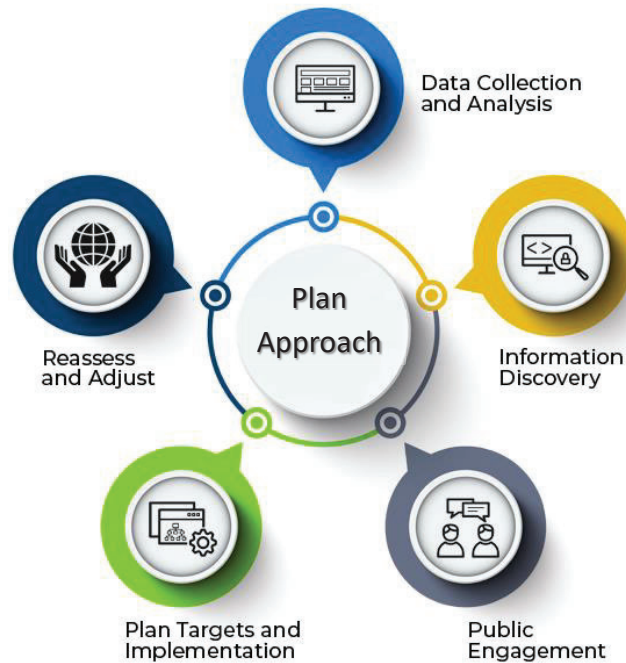 Data Collection
and Analysis
Plan
Approach
Information
Discovery
Reassess
and Adjust
Plan Targets and
Implementation
Public
Engagement